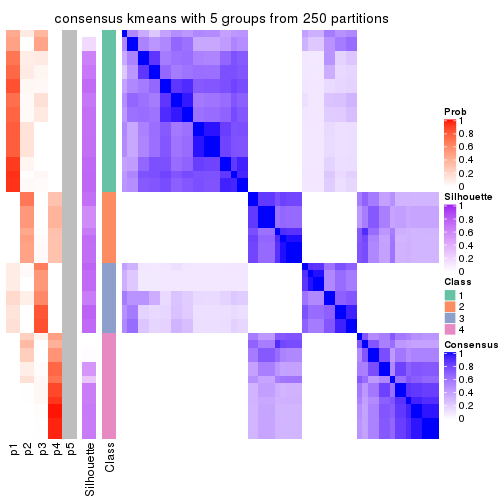 consensus kmeans with 5 groups from 250 partitions
Prob
1
0.8
0.6
0.4
0.2
0
Silhouette
1
0.8
0.6
0.4
0.2
0
Class
1
2
3
4
Consensus
1
0.8
0.6
0.4
0.2
0
p1
p2
p3
p4
p5
Silhouette
Class